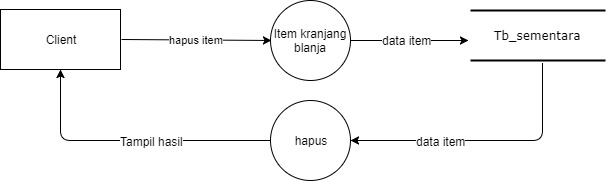 Client
hapus item
Item kranjang
blanja
data item
Tb_sementara
Tampil hasil
hapus
data item